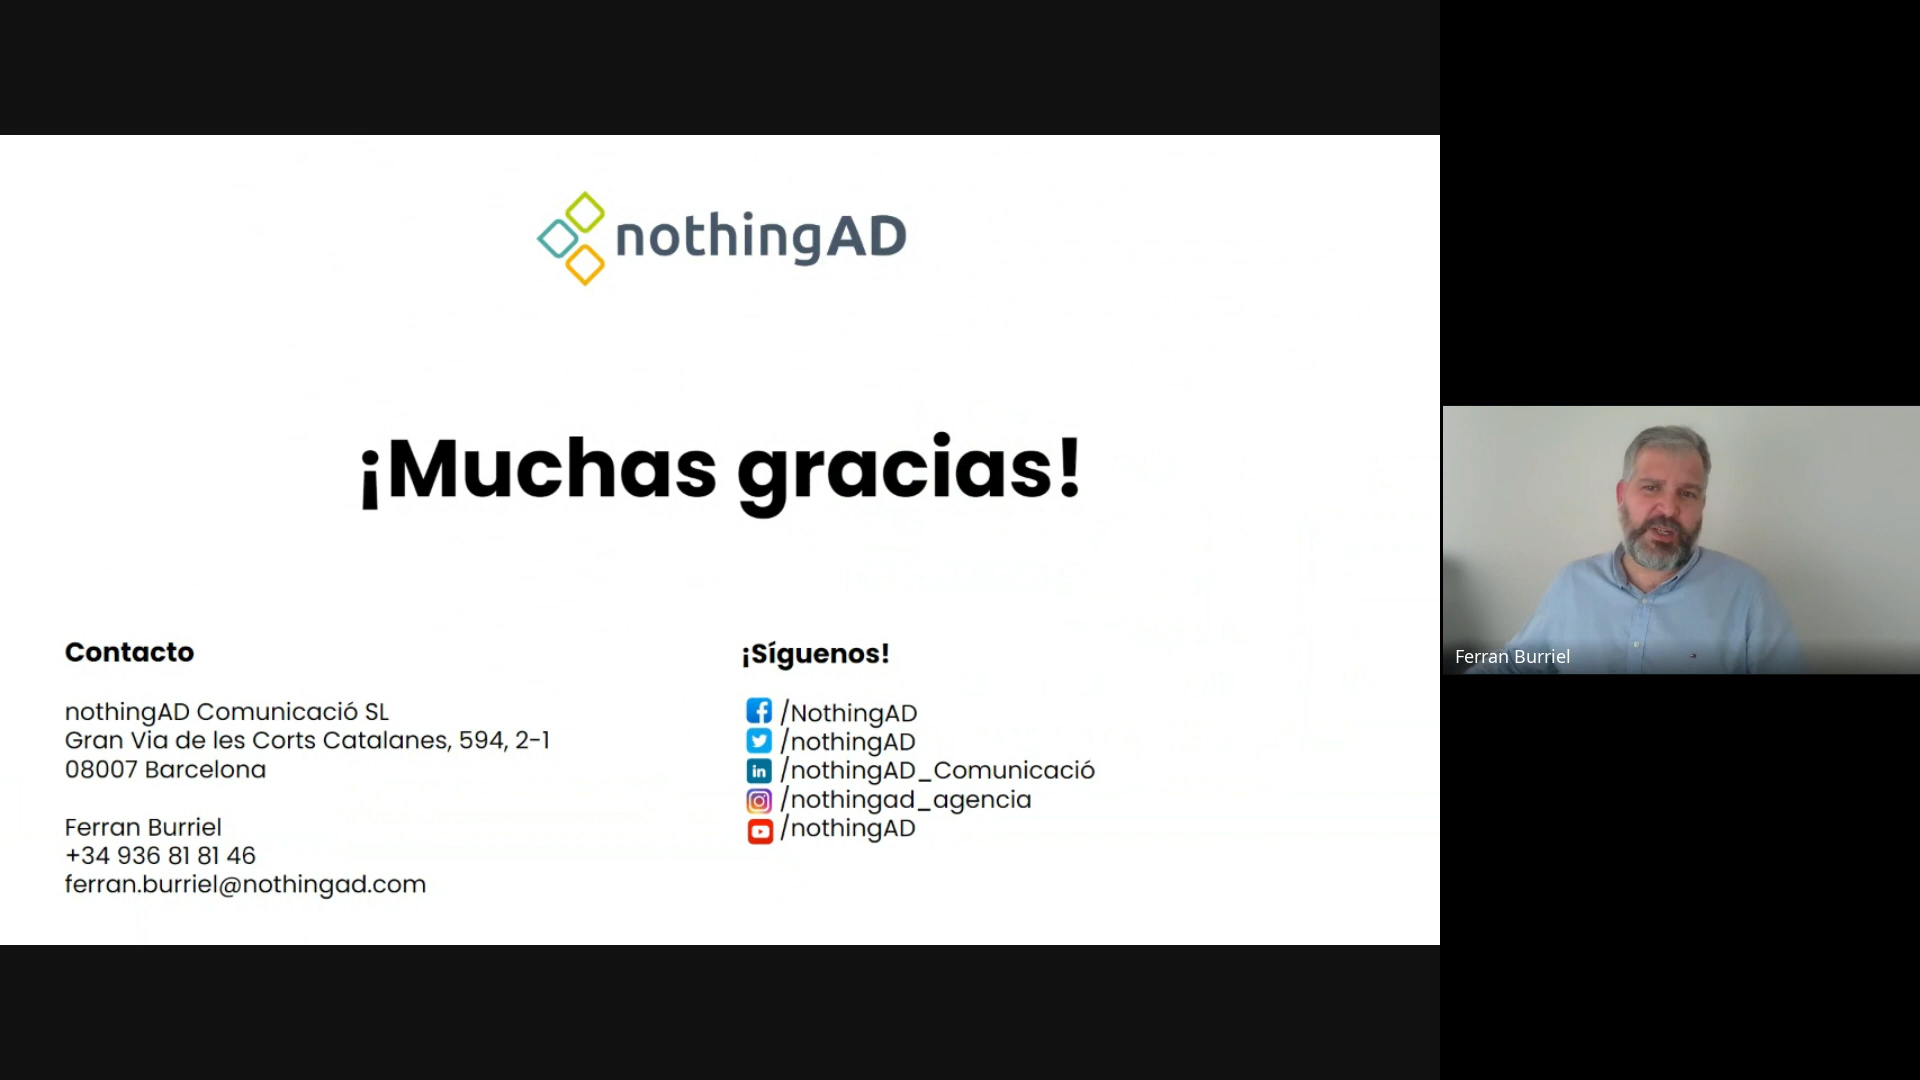 nothingAD
¡Muchas gracias!
Contacto
nothingAD Comunicació SL
Gran Via de les Corts Catalanes, 594, 2-1
08007 Barcelona
Ferran Burriel
+34 936 81 81 46
ferran.burriel@nothingad.com
¡Síguenos!
/NothingAD
/nothingAD
/nothingAD_Comunicació
/nothingad_agencia
/nothingAD
Ferran Burriel